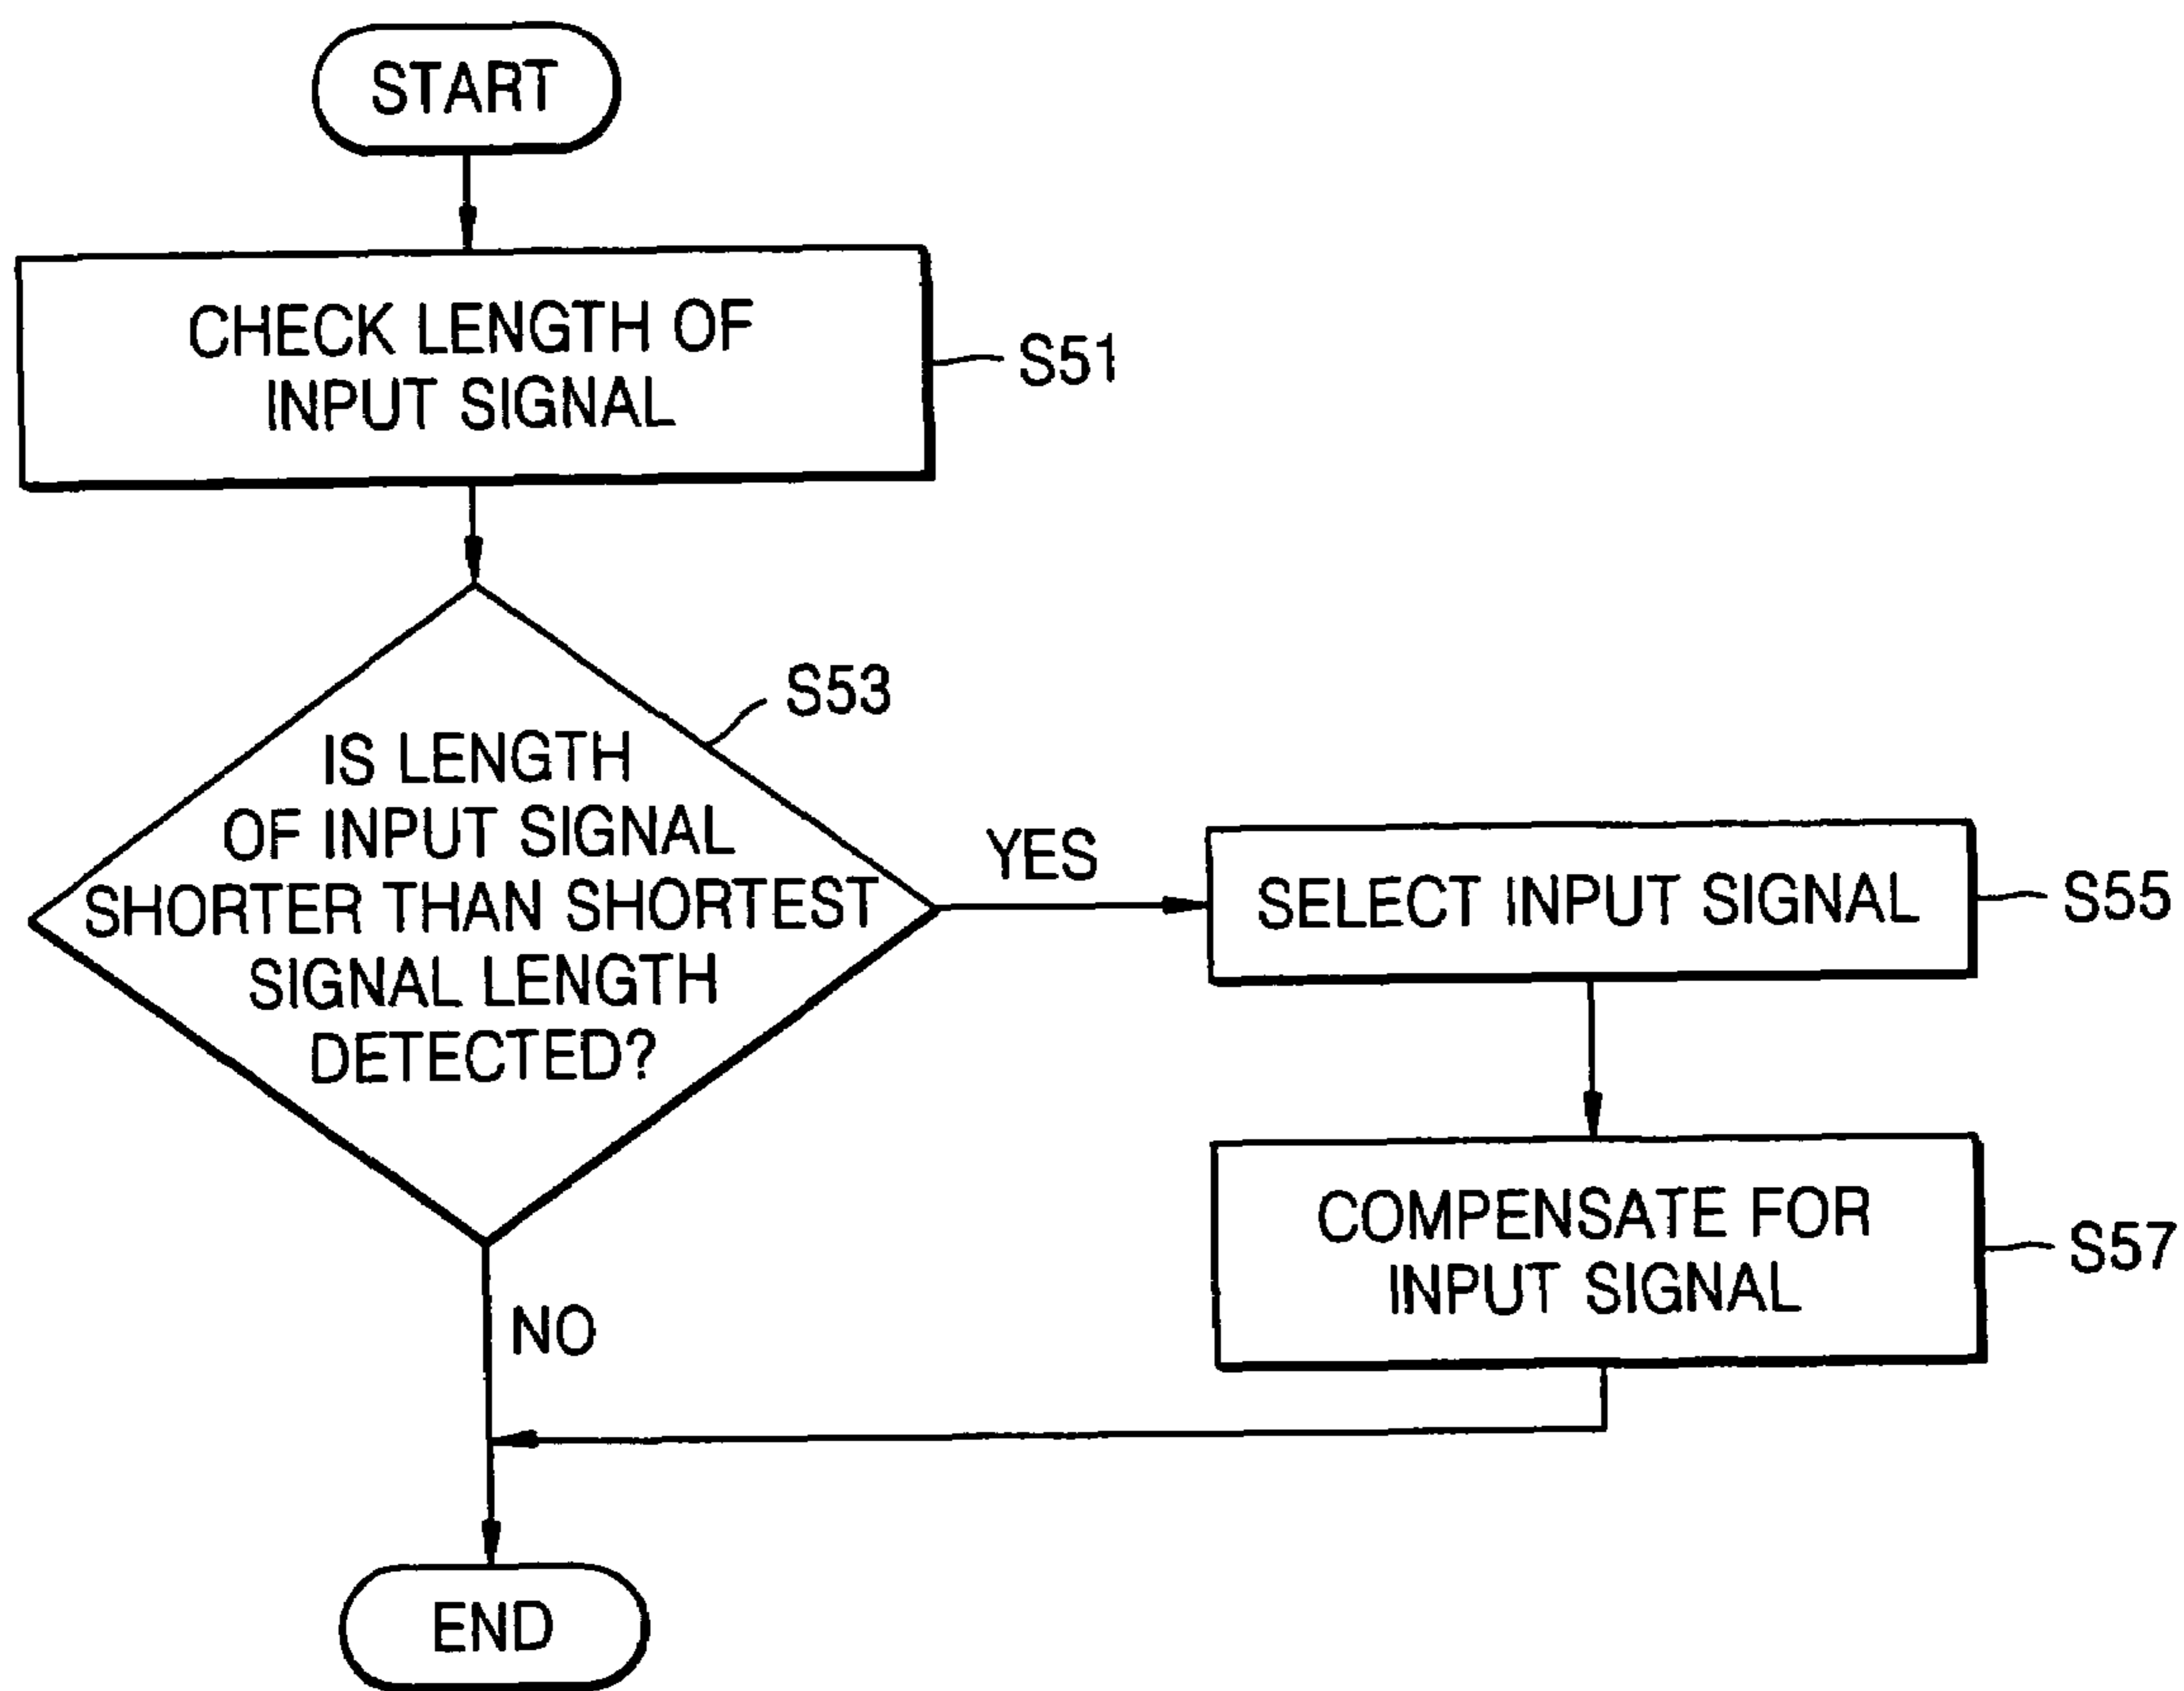 START
CHECK LENGTH OF
INPUT SIGNAL
S51
S53
IS LENGTH
OF INPUT SIGNAL
SHORTER THAN SHORTEST
SIGNAL LENGTH
DETECTED?
YES
SELECT INPUT SIGNAL
S55
COMPENSATE FOR
INPUT SIGNAL
S57
NO
END